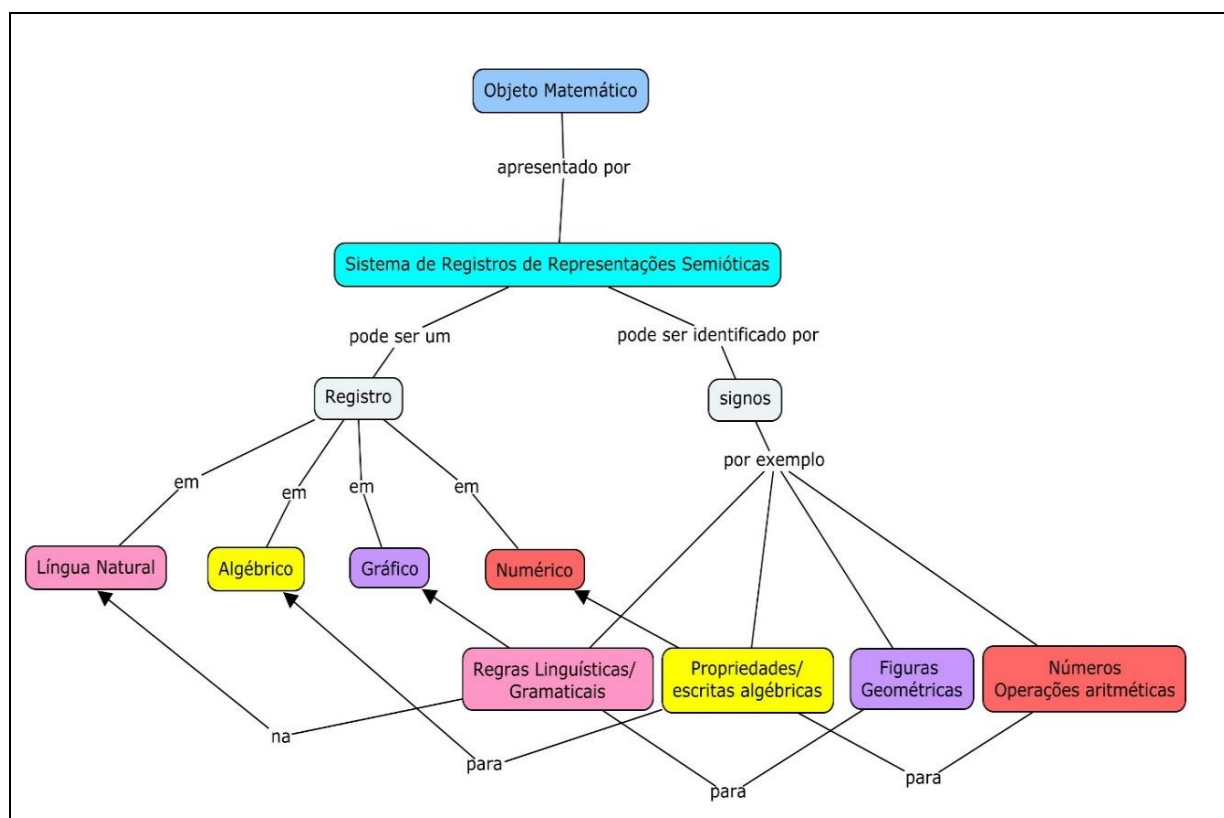 Objeto Matemático
apresentado por
Sistema de Registros de Representações Semióticas
pode ser um
pode ser identificado por
Registro
signos
por exemplo
em
em
em
em
Língua Natural
Algébrico
Gráfico
Numérico
Regras Linguísticas/
Gramaticais
Propriedades/
escritas algébricas
Figuras
Geométricas
Números
Operações aritméticas
na
para
para
para